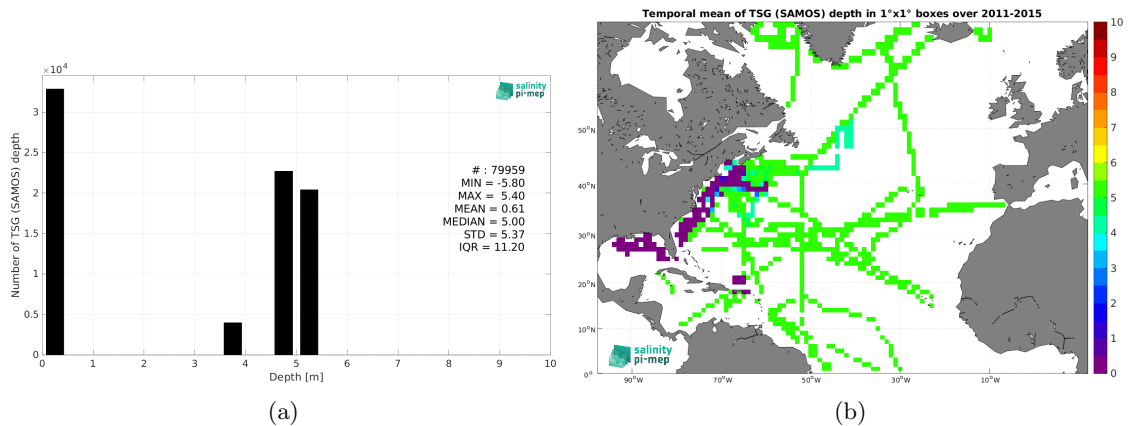 ×10⁴
salinity
pi-mep
Number of TSG (SAMOS) depth
3
2.5
2
1.5
1
0.5
0
# : 79959
MIN = -5.80
MAX = 5.40
MEAN = 0.61
MEDIAN = 5.00
STD = 5.37
IQR = 11.20
0 1 2 3 4 5 6 7 8 9 10
Depth [m]
(a)
Temporal mean of TSG (SAMOS) depth in 1°x1° boxes over 2011-2015
50°N
40°N
30°N
20°N
10°N
0°
90°W 70°W 50°W 30°W 10°W
salinity
pi-mep
10
9
8
7
6
5
4
3
2
1
0
(b)